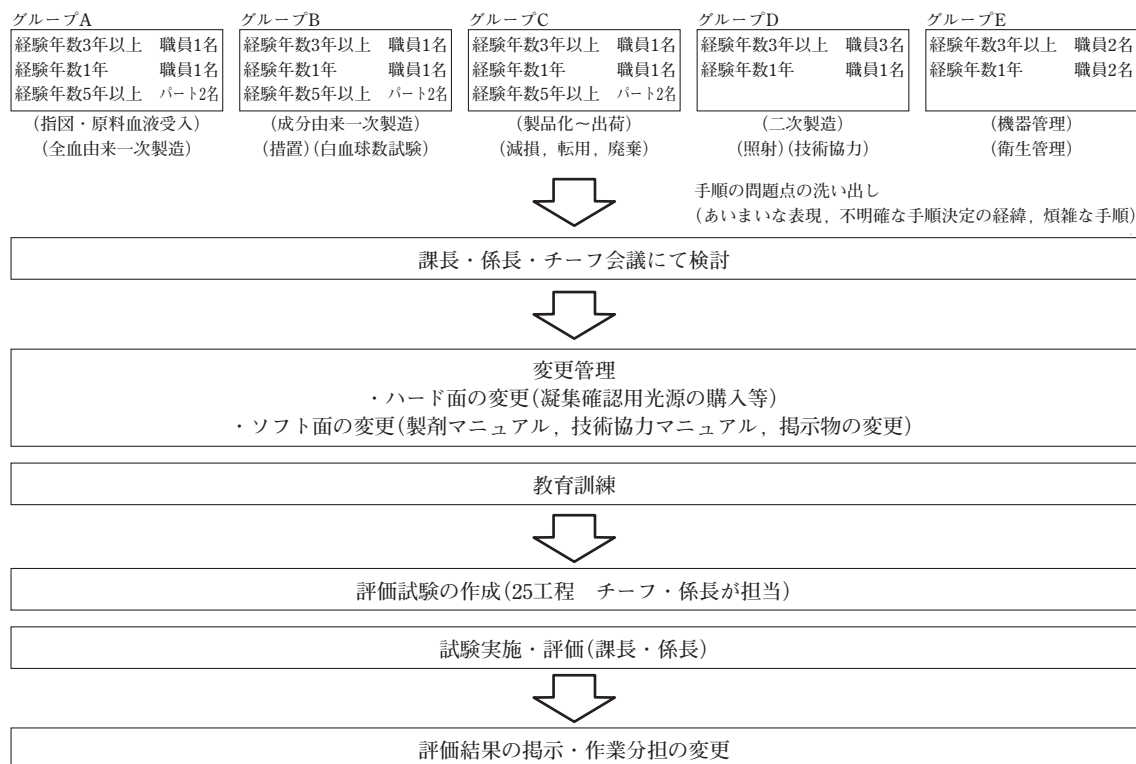 グループA
経験年数3年以上 職員1名
経験年数1年 職員1名
経験年数5年以上 パート2名
(指図・原料血液受入)
(全血由来一次製造)
グループB
経験年数3年以上 職員1名
経験年数1年 職員1名
経験年数5年以上 パート2名
(成分由来一次製造)
(措置)(白血球数試験)
グループC
経験年数3年以上 職員1名
経験年数1年 職員1名
経験年数5年以上 パート2名
(製品化～出荷)
(減損，転用，廃棄)
グループD
経験年数3年以上 職員3名
経験年数1年 職員1名
(二次製造)
(照射)(技術協力)
グループE
経験年数3年以上 職員2名
経験年数1年 職員2名
(機器管理)
(衛生管理)
手順の問題点の洗い出し
(あいまいな表現，不明確な手順決定の経緯，煩雑な手順)
課長・係長・チーフ会議にて検討
変更管理
・ハード面の変更(凝集確認用光源の購入等)
・ソフト面の変更(製剤マニュアル，技術協力マニュアル，掲示物の変更)
教育訓練
評価試験の作成(25工程　チーフ・係長が担当)
試験実施・評価(課長・係長)
評価結果の掲示・作業分担の変更